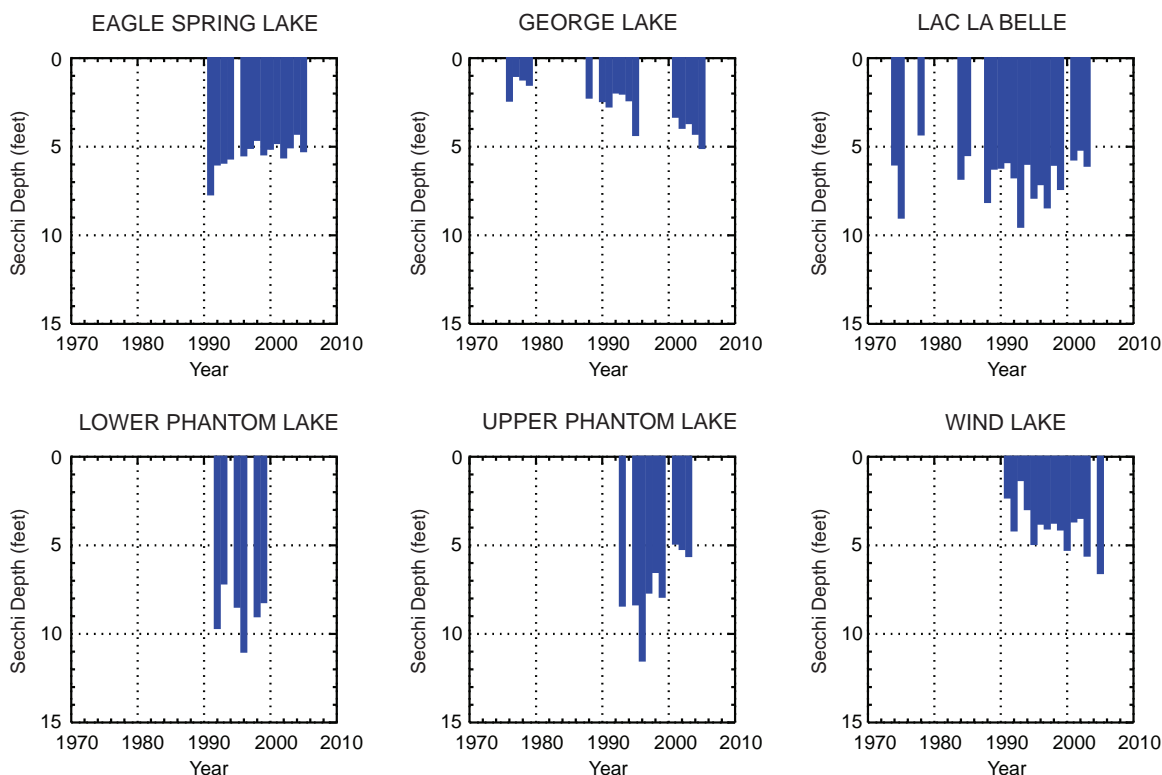 EAGLE SPRING LAKE
0
5
10
15
Secchi Depth (feet)
1970 1980 1990 2000 2010
Year
GEORGE LAKE
0
5
10
15
Secchi Depth (feet)
1970 1980 1990 2000 2010
Year
LAC LA BELLE
0
5
10
15
Secchi Depth (feet)
1970 1980 1990 2000 2010
Year
LOWER PHANTOM LAKE
0
5
10
15
Secchi Depth (feet)
1970 1980 1990 2000 2010
Year
UPPER PHANTOM LAKE
0
5
10
15
Secchi Depth (feet)
1970 1980 1990 2000 2010
Year
WIND LAKE
0
5
10
15
Secchi Depth (feet)
1970 1980 1990 2000 2010
Year